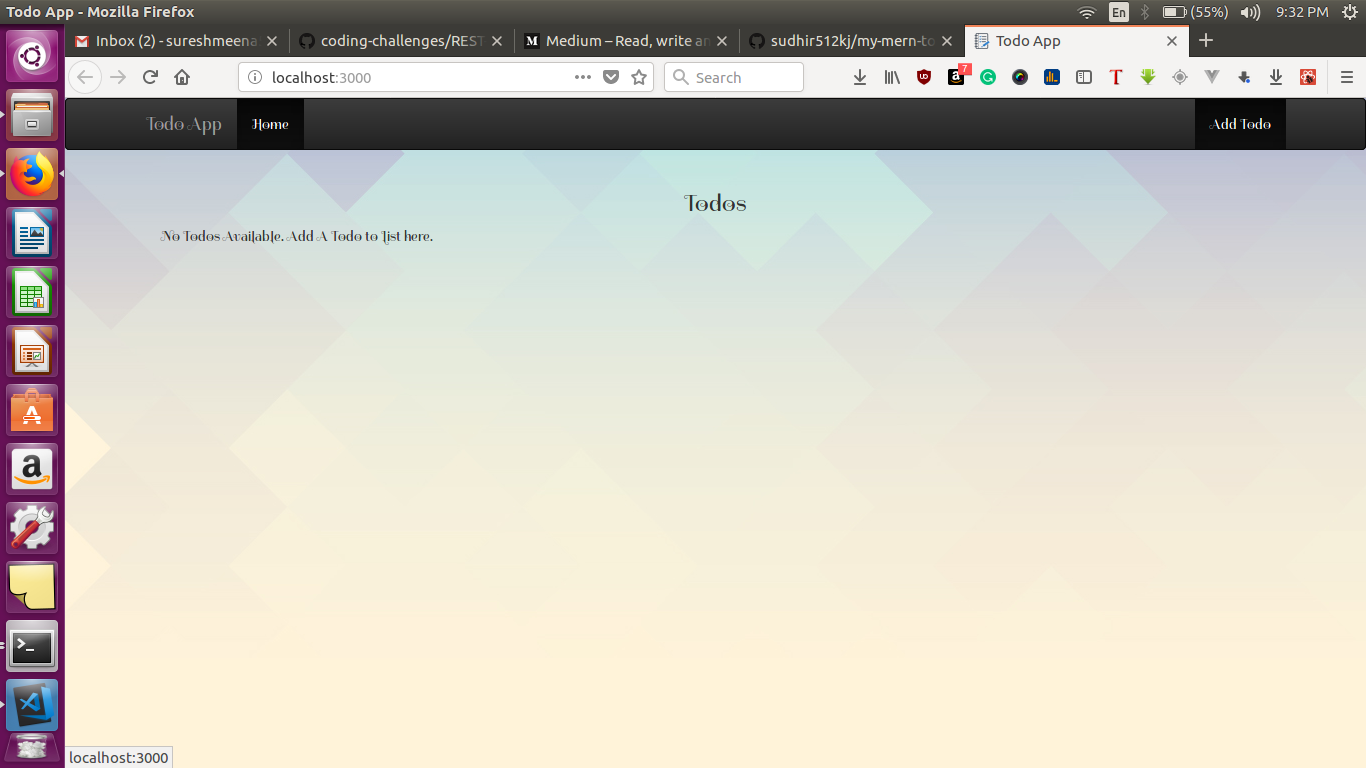 Todo App - Mozilla Firefox
En
(55%)
9:32 PM
Inbox (2) - sureshmeena
coding-challenges/REST
Medium – Read, write an
sudhir512kj/my-mern-to
Todo App
localhost:3000
Search
7
Todo App
Home
Add Todo
Todos
No Todos Available. Add A Todo to List here.
localhost:3000